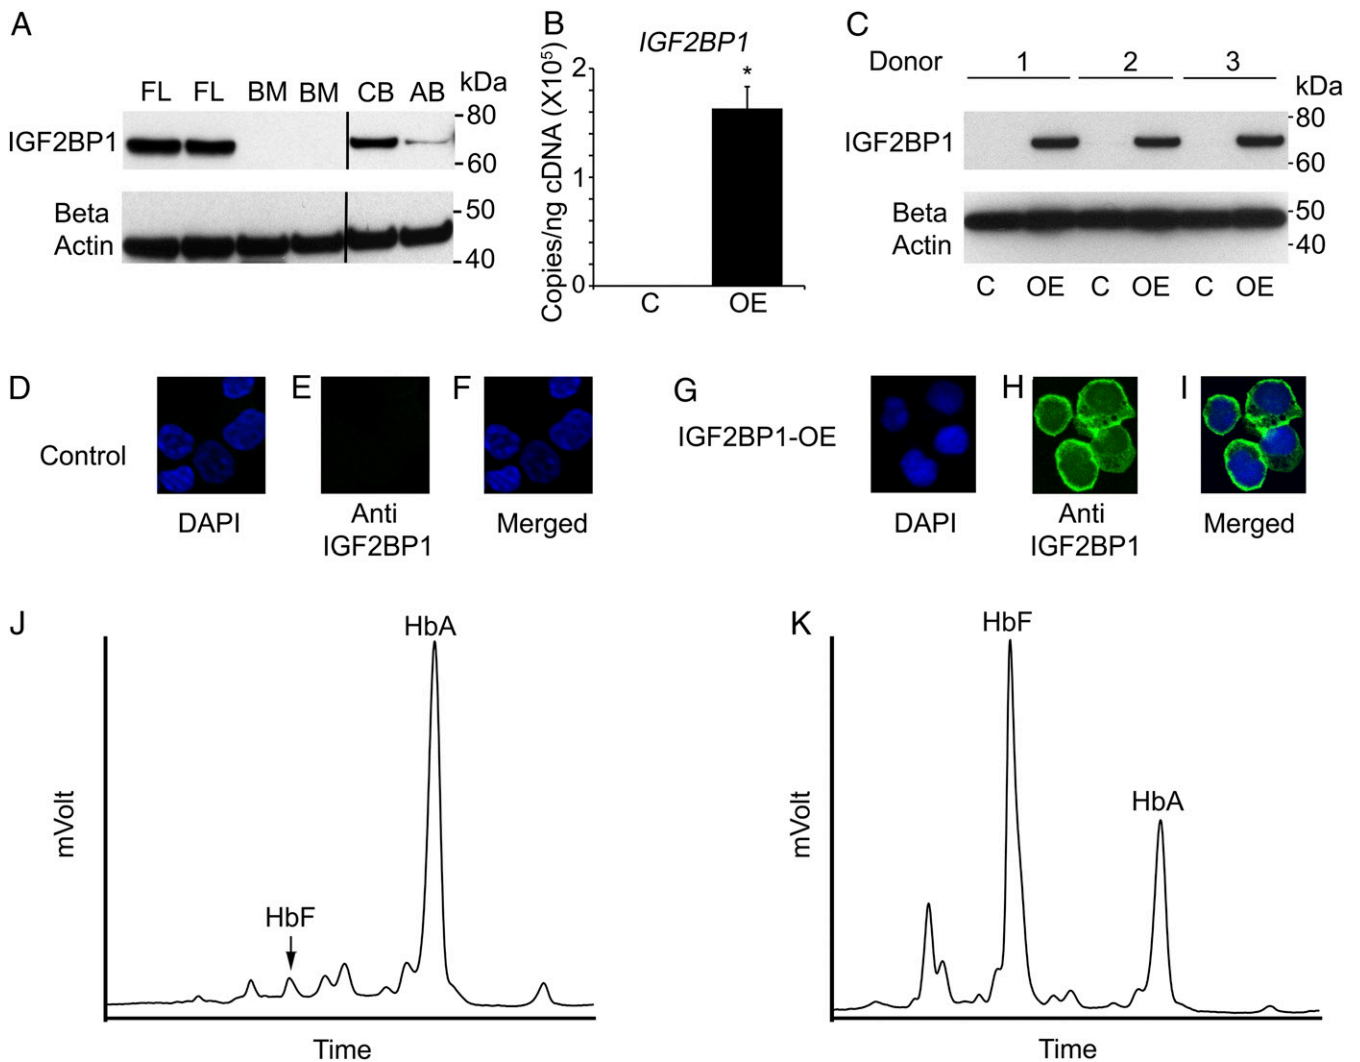 A
FL FL BM BM CB AB kDa
IGF2BP1
-80
-60
Beta
Actin
-50
-40
B
IGF2BP1
Copies/ng cDNA (X10⁵)
2
1
0
*
C OE
C
Donor 1 2 3
kDa
IGF2BP1
-80
-60
Beta
Actin
-50
-40
C OE C OE C OE
D E F
Control
DAPI
Anti
IGF2BP1
Merged
G H I
IGF2BP1-OE
DAPI
Anti
IGF2BP1
Merged
J
HbA
HbF
mVolt
Time
K
HbF
HbA
mVolt
Time